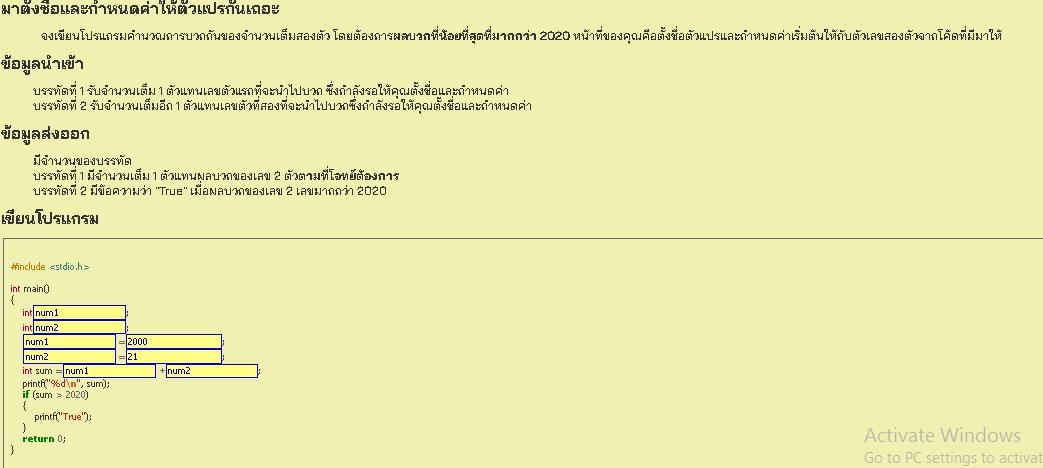 มาตั้งชื่อและกำหนดค่าให้ตัวแปรกันเถอะ
จงเขียนโปรแกรมคำนวณการบวกกันของจำนวนเต็มสองตัว โดยต้องการผลบวกที่น้อยที่สุดที่มากกว่า 2020 หน้าที่ของคุณคือตั้งชื่อตัวแปรและกำหนดค่าเริ่มต้นให้กับตัวเลขสองตัวจากโค้ดที่มีมาให้
ข้อมูลนำเข้า
บรรทัดที่ 1 รับจำนวนเต็ม 1 ตัวแทนเลขตัวแรกที่จะนำไปบวก ซึ่งกำลังรอให้คุณตั้งชื่อและกำหนดค่า
บรรทัดที่ 2 รับจำนวนเต็มอีก 1 ตัวแทนเลขตัวที่สองที่จะนำไปบวกซึ่งกำลังรอให้คุณตั้งชื่อและกำหนดค่า
ข้อมูลส่งออก
มีจำนวนของบรรทัด
บรรทัดที่ 1 มีจำนวนเต็ม 1 ตัวแทนผลบวกของเลข 2 ตัวตามที่โจทย์ต้องการ
บรรทัดที่ 2 มีข้อความว่า "True" เมื่อผลบวกของเลข 2 เลขมากกว่า 2020
เขียนโปรแกรม
#include <stdio.h>
int main()
{
int num1 ;
int num2 ;
num1 = 2000 ;
num2 = 21 ;
int sum = num1 + num2 ;
printf("%d\n", sum);
if (sum > 2020)
{
printf("True");
}
return 0;
}
Activate Windows
Go to PC settings to activat